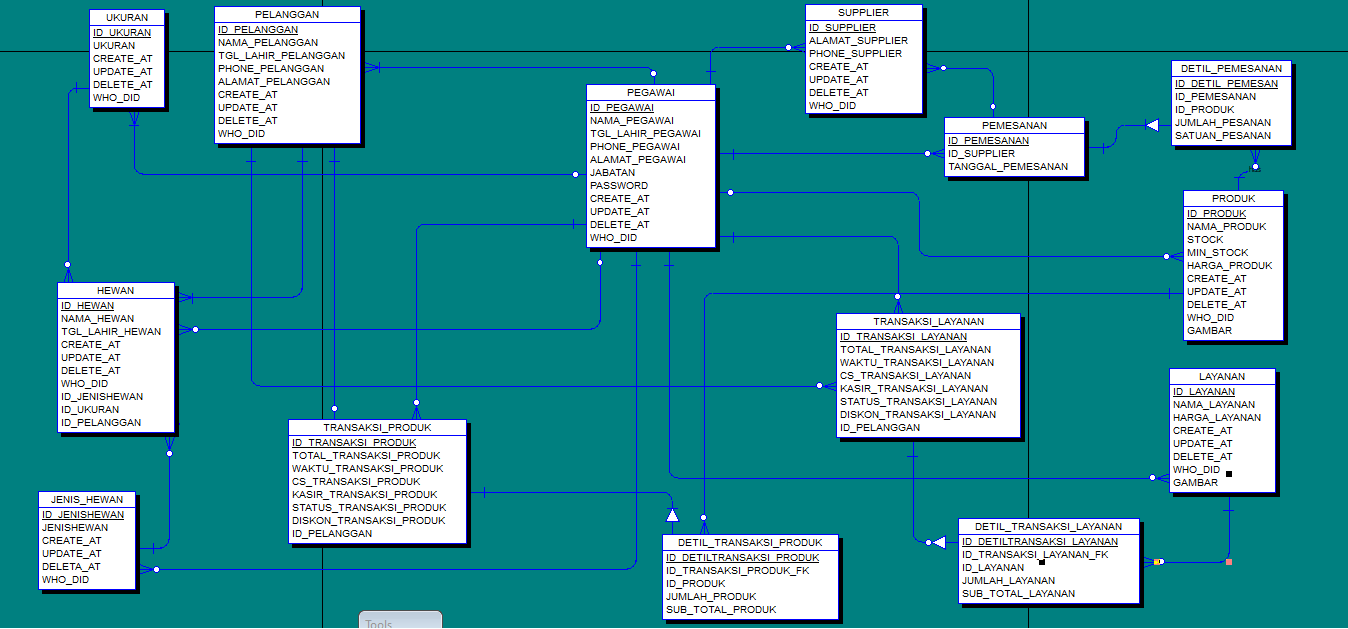 UKURAN
ID_UKURAN
UKURAN
CREATE_AT
UPDATE_AT
DELETE_AT
WHO_DID
PELANGGAN
ID_PELANGGAN
NAMA_PELANGGAN
TGL_LAHIR_PELANGGAN
PHONE_PELANGGAN
ALAMAT_PELANGGAN
CREATE_AT
UPDATE_AT
DELETE_AT
WHO_DID
PEGAWAI
ID_PEGAWAI
NAMA_PEGAWAI
TGL_LAHIR_PEGAWAI
PHONE_PEGAWAI
ALAMAT_PEGAWAI
JABATAN
PASSWORD
CREATE_AT
UPDATE_AT
DELETE_AT
WHO_DID
SUPPLIER
ID_SUPPLIER
ALAMAT_SUPPLIER
PHONE_SUPPLIER
CREATE_AT
UPDATE_AT
DELETE_AT
WHO_DID
PEMESANAN
ID_PEMESANAN
ID_SUPPLIER
TANGGAL_PEMESANAN
DETIL_PEMESANAN
ID_DETIL_PEMESAN
ID_PEMESANAN
ID_PRODUK
JUMLAH_PESANAN
SATUAN_PESANAN
PRODUK
ID_PRODUK
NAMA_PRODUK
STOCK
MIN_STOCK
HARGA_PRODUK
CREATE_AT
UPDATE_AT
DELETE_AT
WHO_DID
GAMBAR
HEWAN
ID_HEWAN
NAMA_HEWAN
TGL_LAHIR_HEWAN
CREATE_AT
UPDATE_AT
DELETE_AT
WHO_DID
ID_JENISHEWAN
ID_UKURAN
ID_PELANGGAN
TRANSAKSI_LAYANAN
ID_TRANSAKSI_LAYANAN
TOTAL_TRANSAKSI_LAYANAN
WAKTU_TRANSAKSI_LAYANAN
CS_TRANSAKSI_LAYANAN
KASIR_TRANSAKSI_LAYANAN
STATUS_TRANSAKSI_LAYANAN
DISKON_TRANSAKSI_LAYANAN
ID_PELANGGAN
LAYANAN
ID_LAYANAN
NAMA_LAYANAN
HARGA_LAYANAN
CREATE_AT
UPDATE_AT
DELETE_AT
WHO_DID
GAMBAR
TRANSAKSI_PRODUK
ID_TRANSAKSI_PRODUK
TOTAL_TRANSAKSI_PRODUK
WAKTU_TRANSAKSI_PRODUK
CS_TRANSAKSI_PRODUK
KASIR_TRANSAKSI_PRODUK
STATUS_TRANSAKSI_PRODUK
DISKON_TRANSAKSI_PRODUK
ID_PELANGGAN
JENIS_HEWAN
ID_JENISHEWAN
JENISHEWAN
CREATE_AT
UPDATE_AT
DELETA_AT
WHO_DID
DETIL_TRANSAKSI_PRODUK
ID_DETILTRANSAKSI_PRODUK
ID_TRANSAKSI_PRODUK_FK
ID_PRODUK
JUMLAH_PRODUK
SUB_TOTAL_PRODUK
DETIL_TRANSAKSI_LAYANAN
ID_DETILTRANSAKSI_LAYANAN
ID_TRANSAKSI_LAYANAN_FK
ID_LAYANAN
JUMLAH_LAYANAN
SUB_TOTAL_LAYANAN
Tools